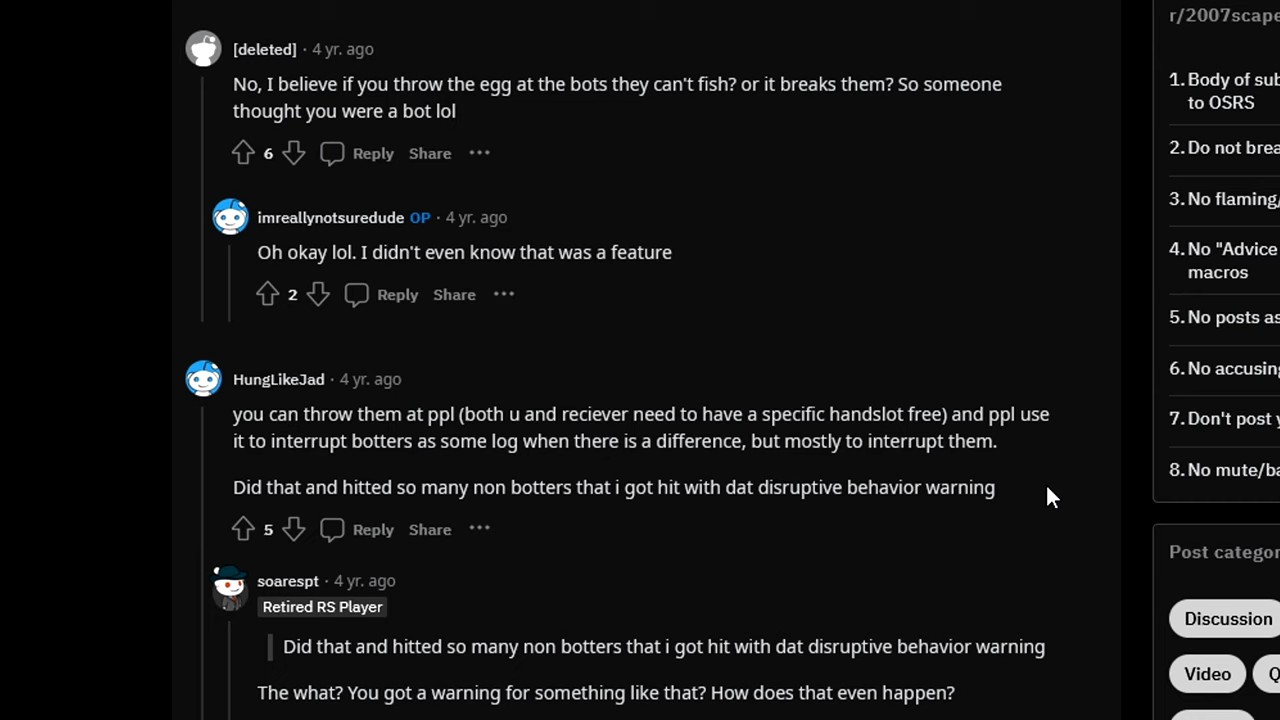 [deleted] · 4 yr. ago
No, I believe if you throw the egg at the bots they can't fish? or it breaks them? So someone
thought you were a bot lol
6 Reply Share ···
imreallynotsuredude OP · 4 yr. ago
Oh okay lol. I didn't even know that was a feature
2 Reply Share ···
HungLikeJad · 4 yr. ago
you can throw them at ppl (both u and reciever need to have a specific handslot free) and ppl use
it to interrupt botters as some log when there is a difference, but mostly to interrupt them.
Did that and hitted so many non botters that i got hit with dat disruptive behavior warning
5 Reply Share ···
soarespt · 4 yr. ago
Retired RS Player
Did that and hitted so many non botters that i got hit with dat disruptive behavior warning
The what? You got a warning for something like that? How does that even happen?
r/2007scape
1. Body of sub
to OSRS
2. Do not brea
3. No flaming/
4. No "Advice
macros
5. No posts as
6. No accusing
7. Don't post y
8. No mute/ba
Post categor
Discussion
Video Q